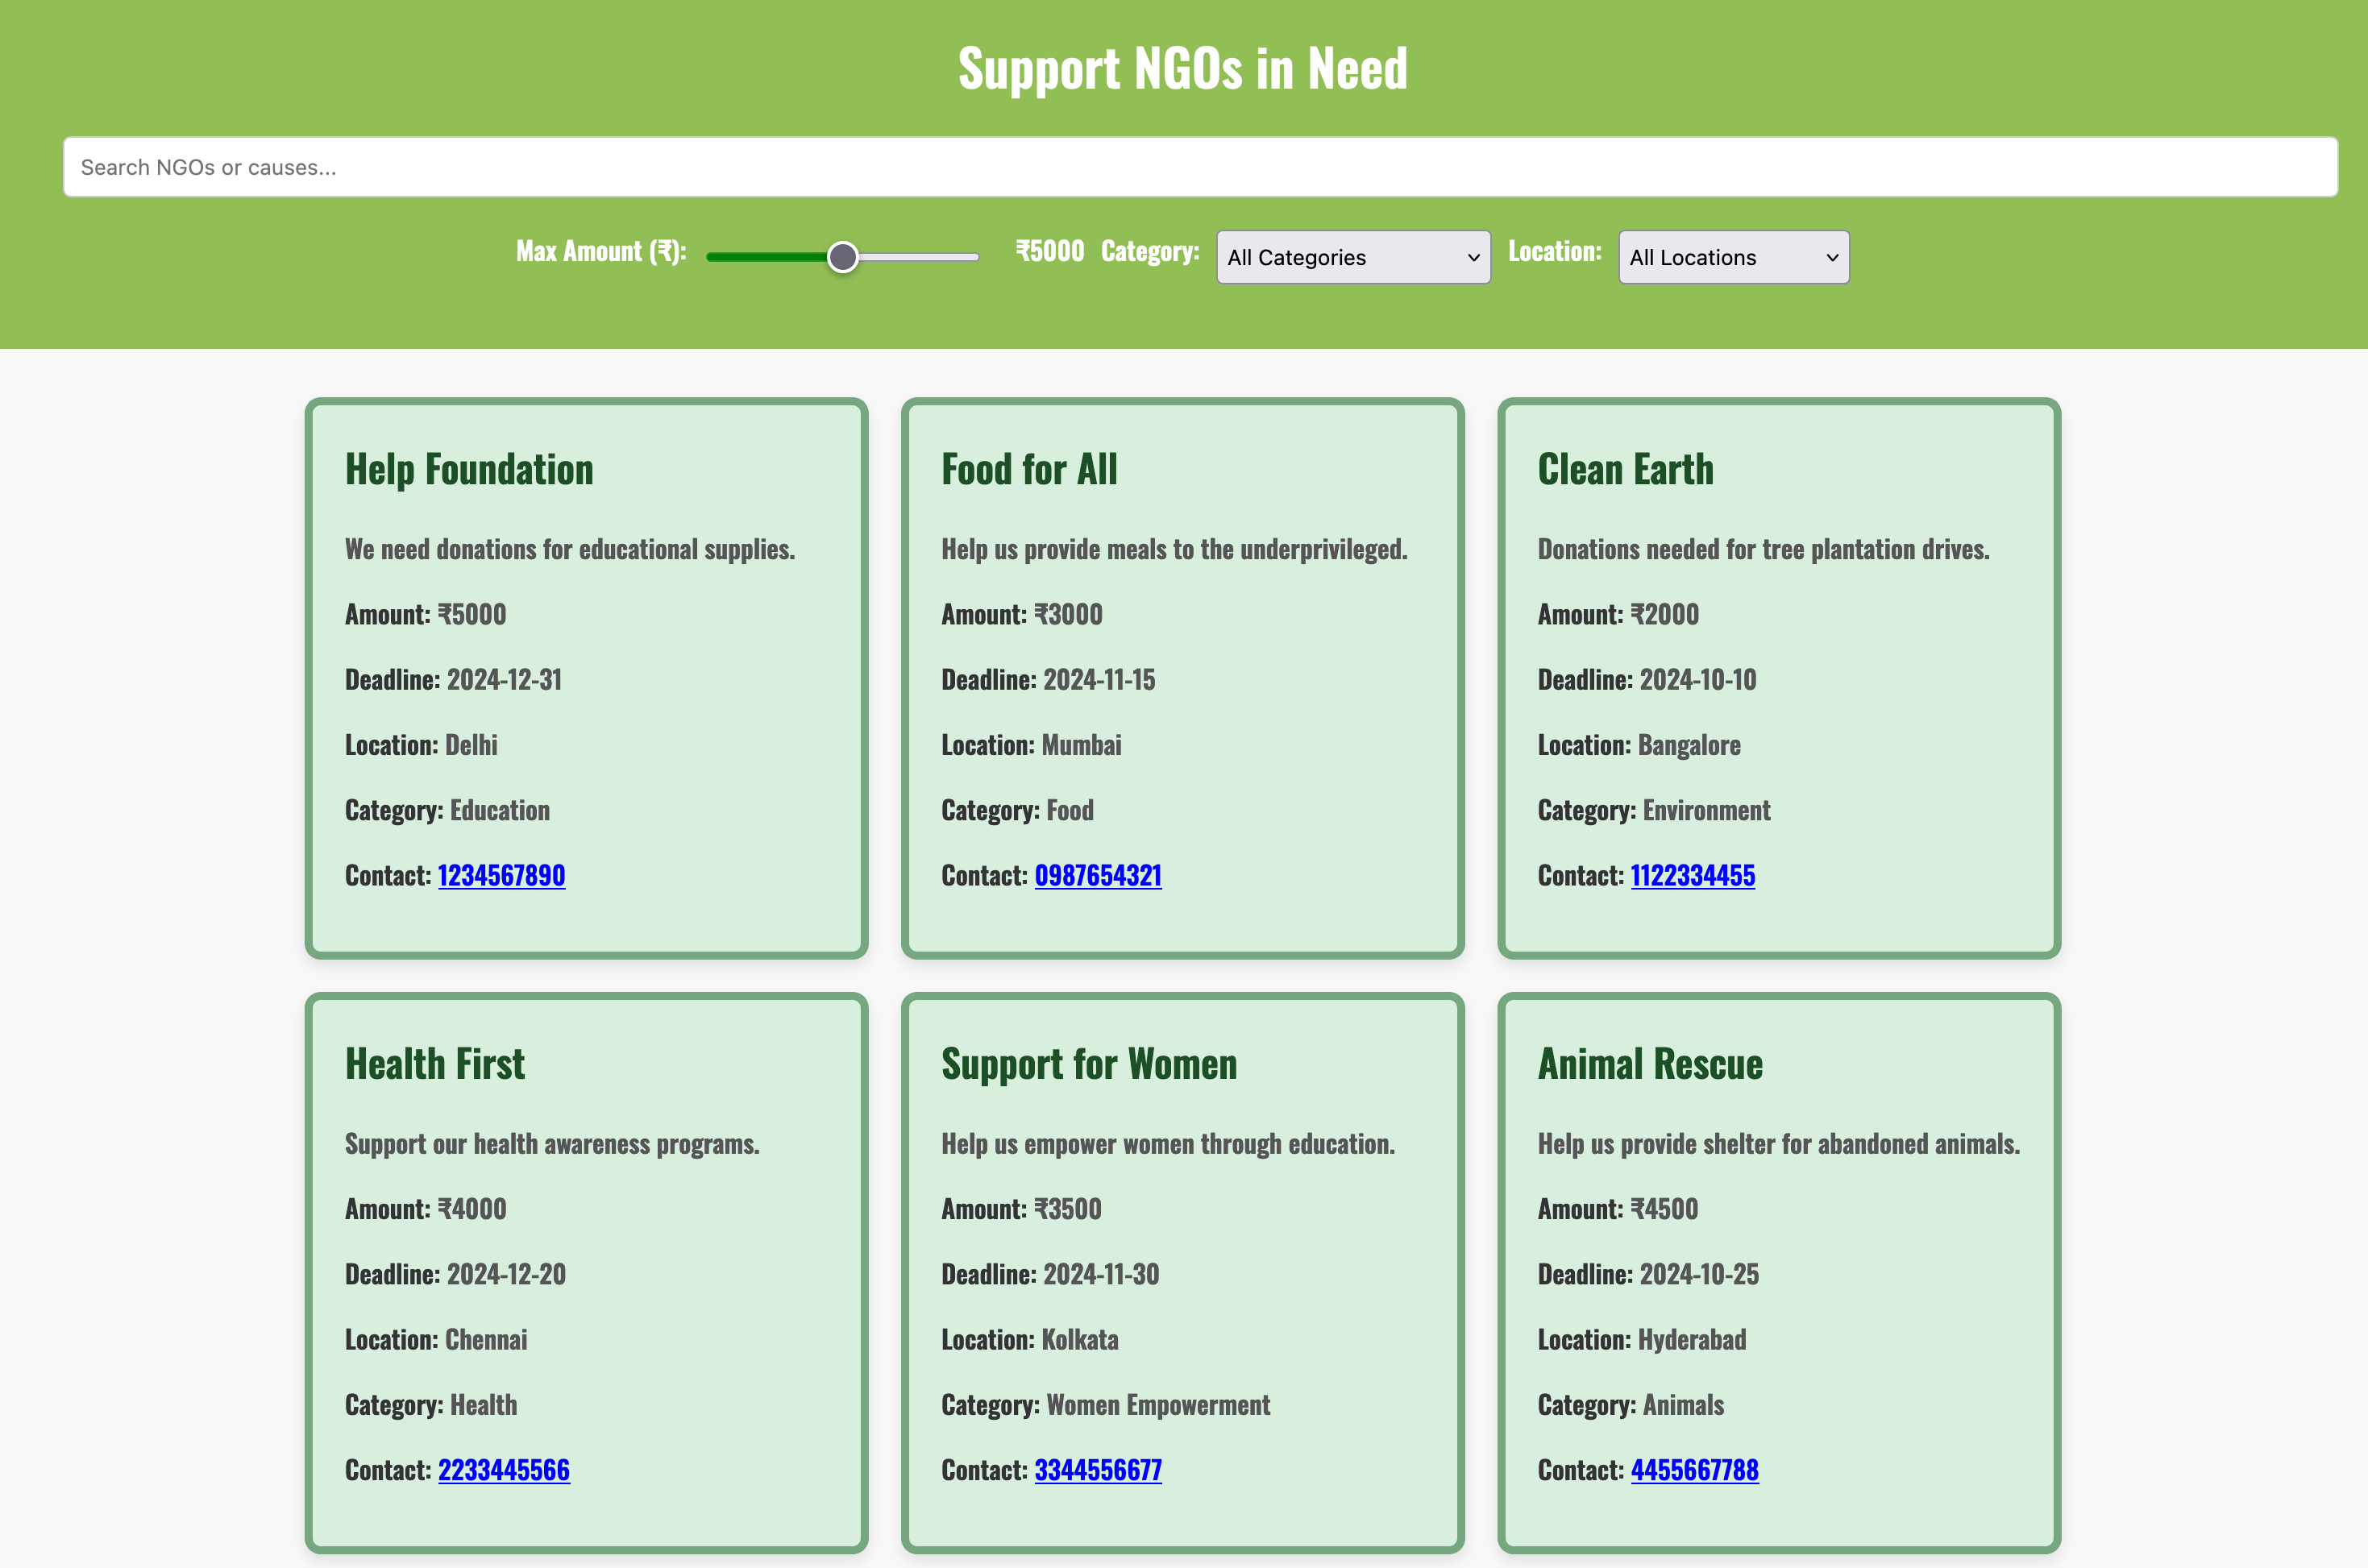 Support NGOs in Need
Search NGOs or causes...
Max Amount (₹): ₹5000 Category: All Categories Location: All Locations
Help Foundation
We need donations for educational supplies.
Amount: ₹5000
Deadline: 2024-12-31
Location: Delhi
Category: Education
Contact: 1234567890
Food for All
Help us provide meals to the underprivileged.
Amount: ₹3000
Deadline: 2024-11-15
Location: Mumbai
Category: Food
Contact: 0987654321
Clean Earth
Donations needed for tree plantation drives.
Amount: ₹2000
Deadline: 2024-10-10
Location: Bangalore
Category: Environment
Contact: 1122334455
Health First
Support our health awareness programs.
Amount: ₹4000
Deadline: 2024-12-20
Location: Chennai
Category: Health
Contact: 2233445566
Support for Women
Help us empower women through education.
Amount: ₹3500
Deadline: 2024-11-30
Location: Kolkata
Category: Women Empowerment
Contact: 3344556677
Animal Rescue
Help us provide shelter for abandoned animals.
Amount: ₹4500
Deadline: 2024-10-25
Location: Hyderabad
Category: Animals
Contact: 4455667788